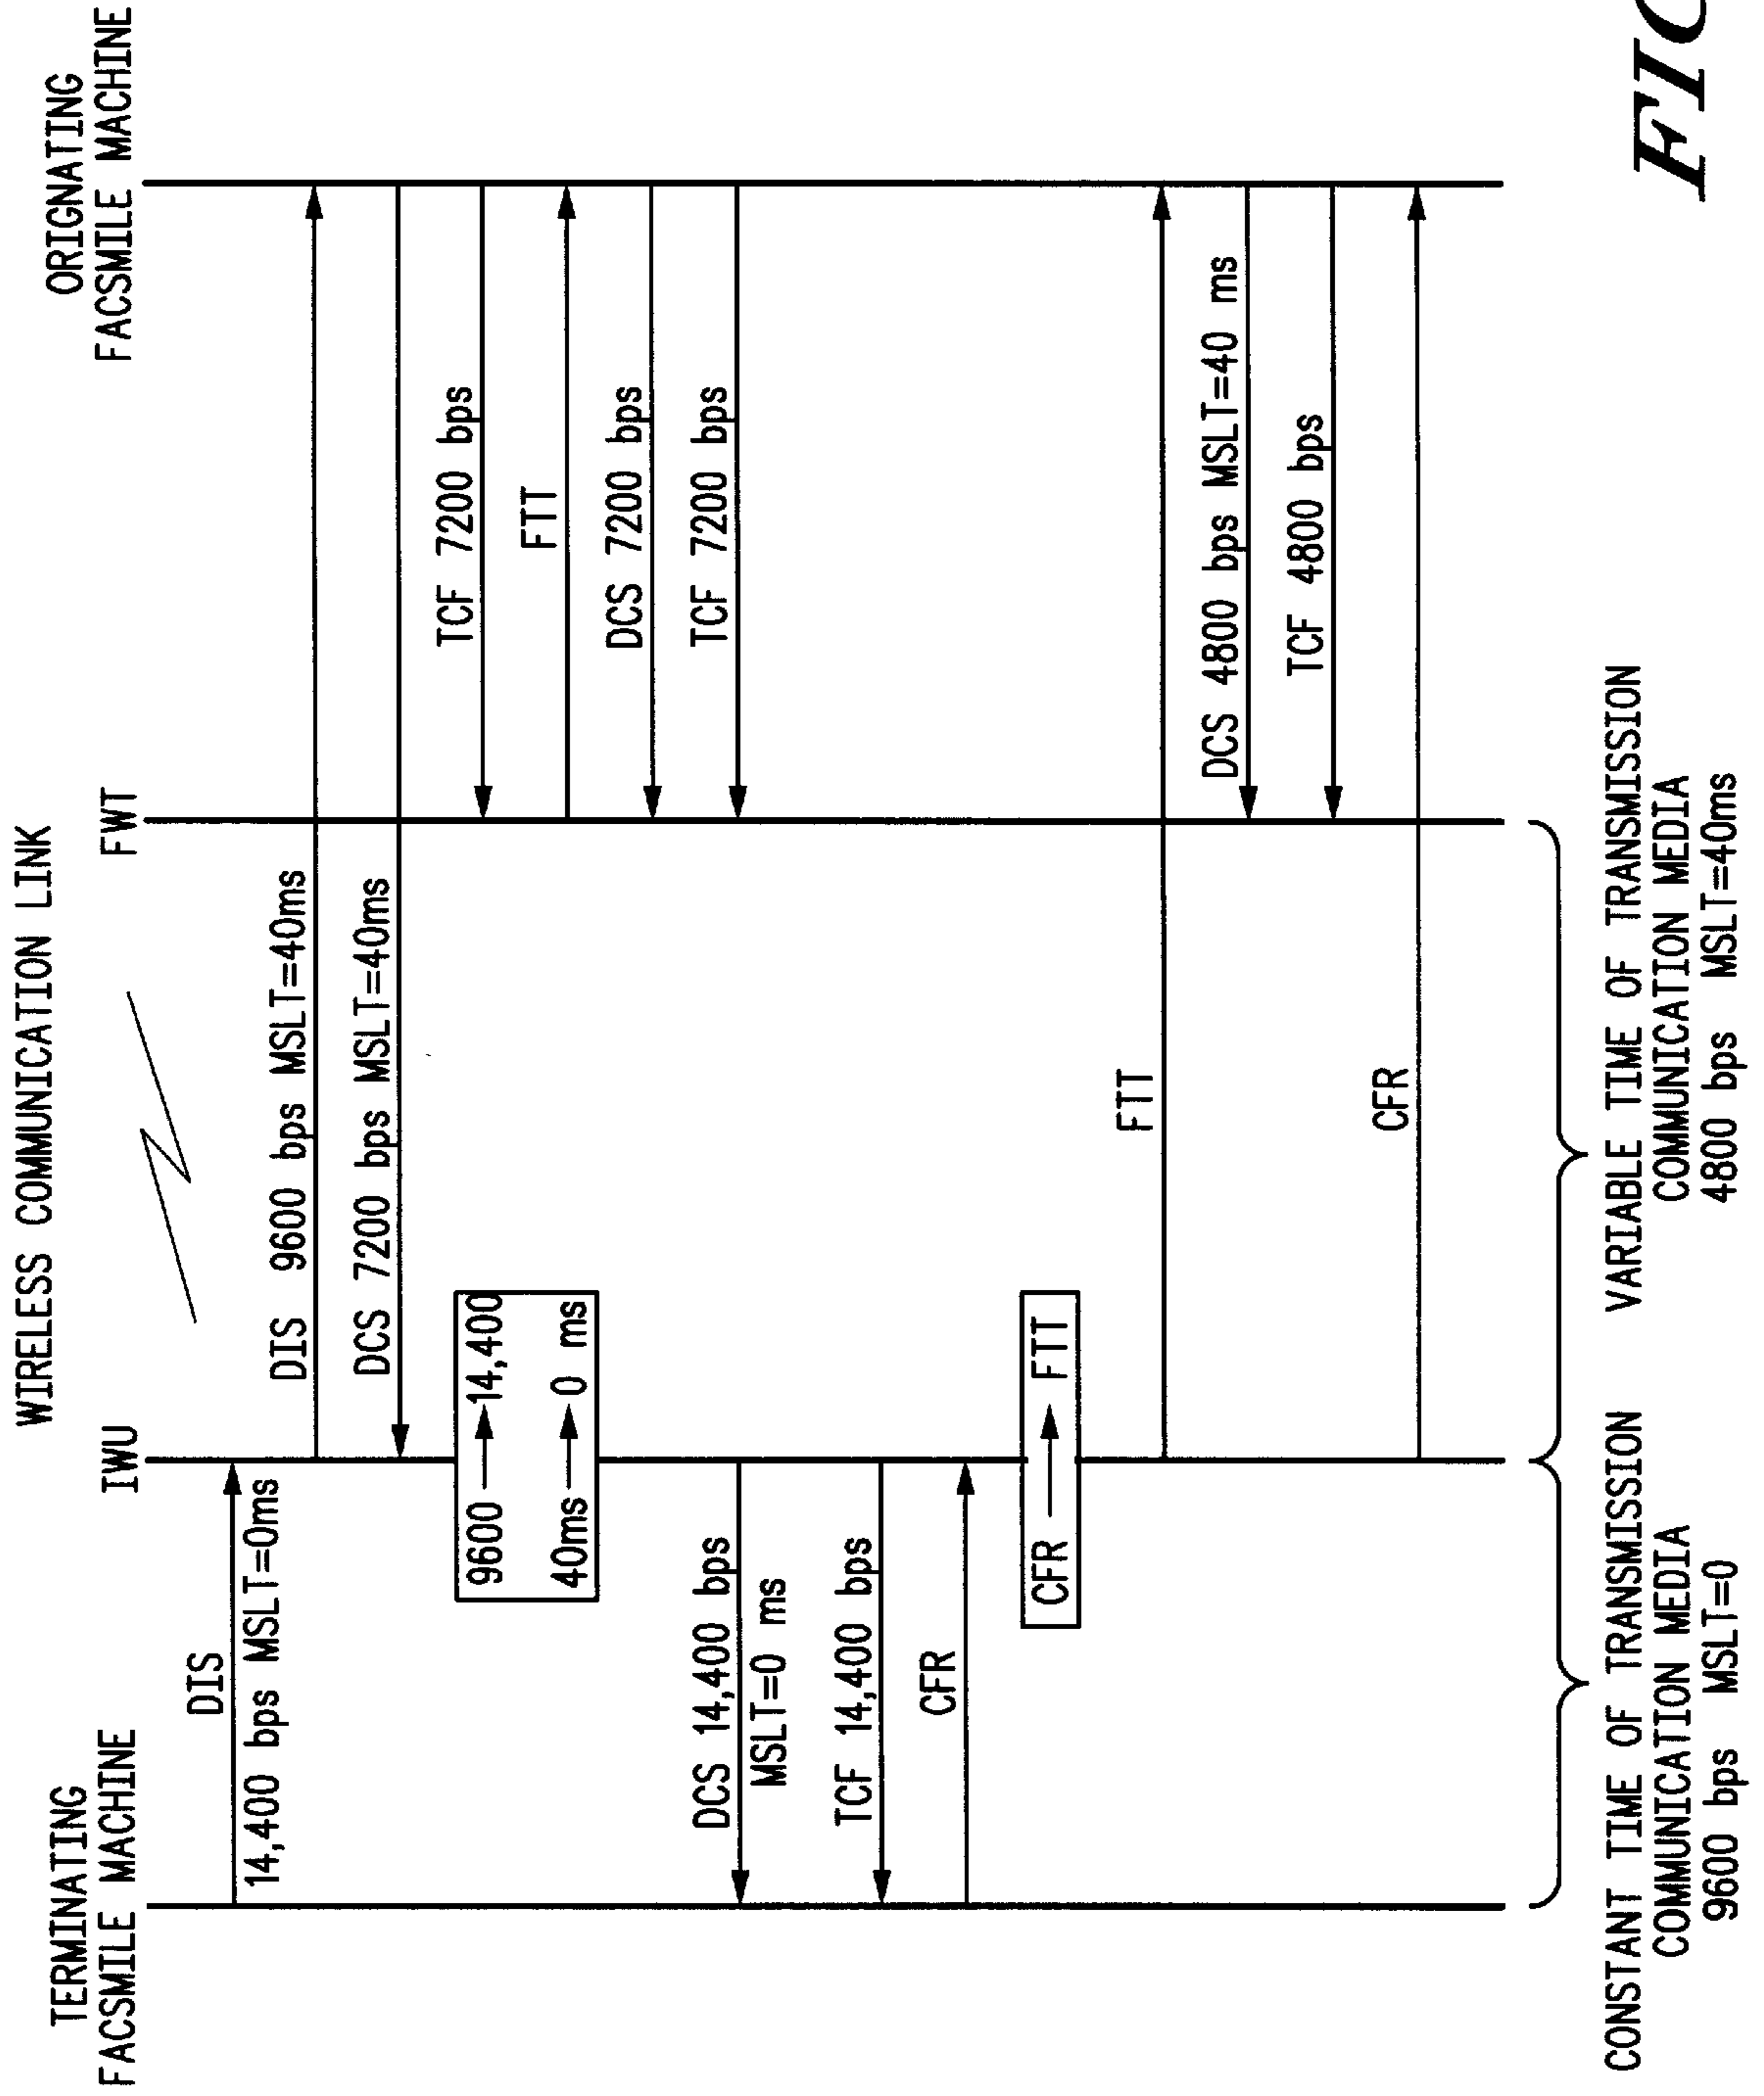 WIRELESS COMMUNICATION LINK
TERMINATING
FACSMILE MACHINE
IWU
FWT
ORIGNATING
FACSMILE MACHINE
DIS
14,400 bps MSLT=0ms
DIS 9600 bps MSLT=40ms
DCS 7200 bps MSLT=40ms
9600 → 14,400
40ms → 0 ms
TCF 7200 bps
FTT
DCS 7200 bps
TCF 7200 bps
DCS 14,400 bps
MSLT=0 ms
TCF 14,400 bps
CFR
CFR → FTT
FTT
DCS 4800 bps MSLT=40 ms
TCF 4800 bps
CFR
CONSTANT TIME OF TRANSMISSION
COMMUNICATION MEDIA
9600 bps MSLT=0
VARIABLE TIME OF TRANSMISSION
COMMUNICATION MEDIA
4800 bps MSLT=40ms